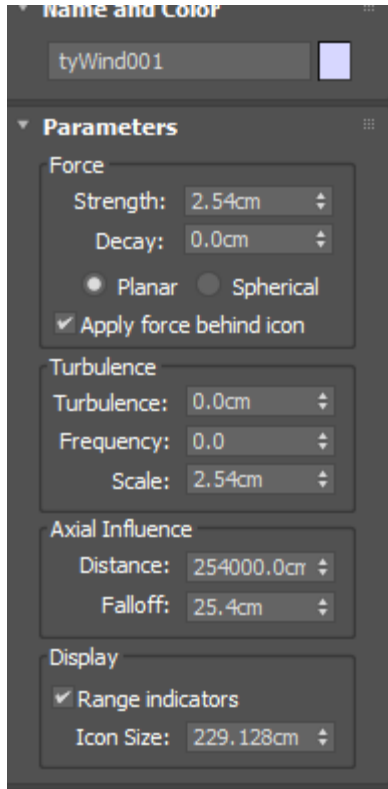 Name and Color
tyWind001
Parameters
Force
Strength: 2.54cm
Decay: 0.0cm
Planar Spherical
Apply force behind icon
Turbulence
Turbulence: 0.0cm
Frequency: 0.0
Scale: 2.54cm
Axial Influence
Distance: 254000.0cm
Falloff: 25.4cm
Display
Range indicators
Icon Size: 229.128cm